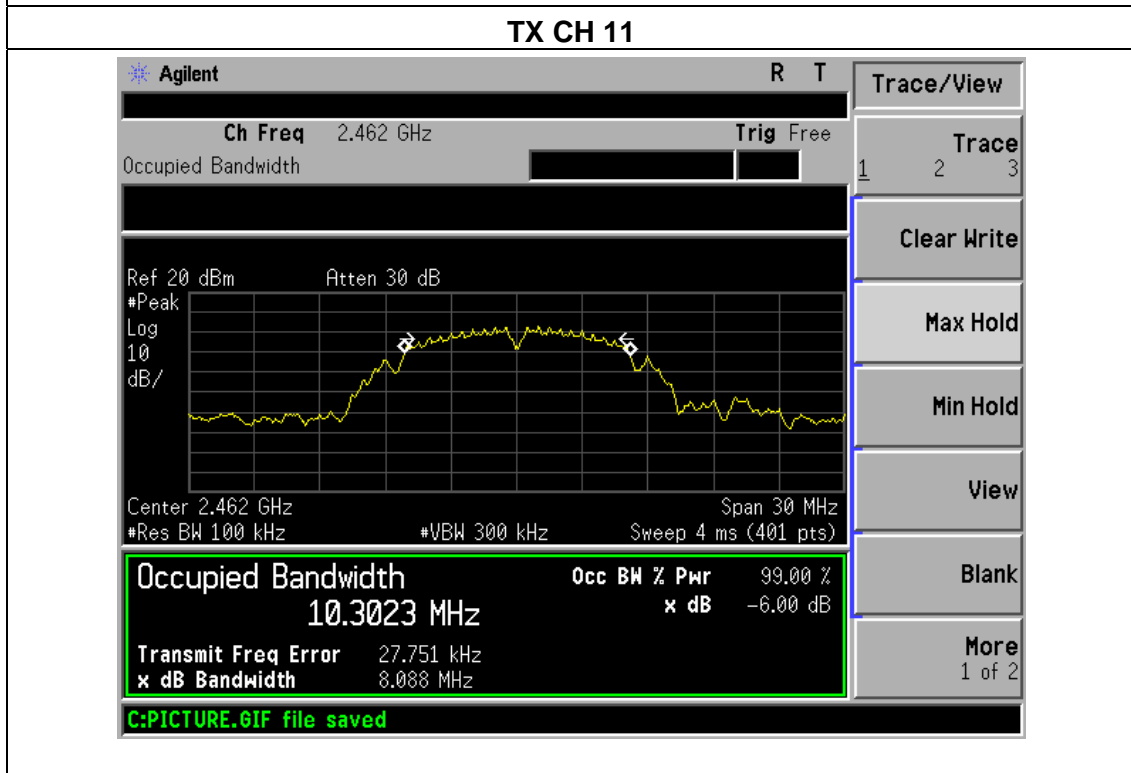 TX CH 11
Agilent R T
Trace/View
Ch Freq 2.462 GHz Trig Free
Occupied Bandwidth
Trace
1 2 3
Clear Write
Ref 20 dBm Atten 30 dB
#Peak
Log
10
dB/
Max Hold
Min Hold
View
Center 2.462 GHz Span 30 MHz
#Res BW 100 kHz #VBW 300 kHz Sweep 4 ms (401 pts)
Occupied Bandwidth Occ BW % Pwr 99.00 %
10.3023 MHz x dB -6.00 dB
Blank
Transmit Freq Error 27.751 kHz
x dB Bandwidth 8.088 MHz
More
1 of 2
C:PICTURE.GIF file saved